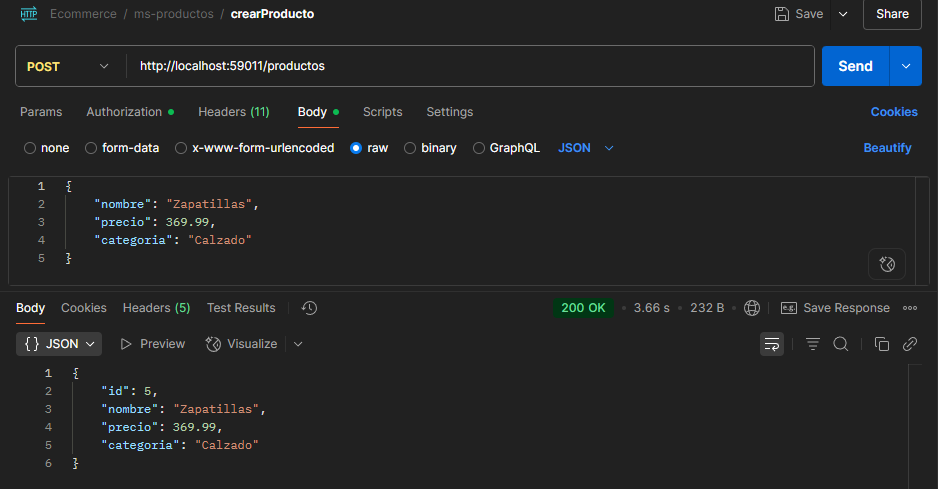 HTTP Ecommerce / ms-productos / crearProducto Save Share
POST http://localhost:59011/productos Send
Params Authorization Headers (11) Body Scripts Settings Cookies
none form-data x-www-form-urlencoded raw binary GraphQL JSON Beautify
1 {
2 "nombre": "Zapatillas",
3 "precio": 369.99,
4 "categoria": "Calzado"
5 }
Body Cookies Headers (5) Test Results 200 OK • 3.66 s • 232 B e.g. Save Response
{} JSON Preview Visualize
1 {
2 "id": 5,
3 "nombre": "Zapatillas",
4 "precio": 369.99,
5 "categoria": "Calzado"
6 }